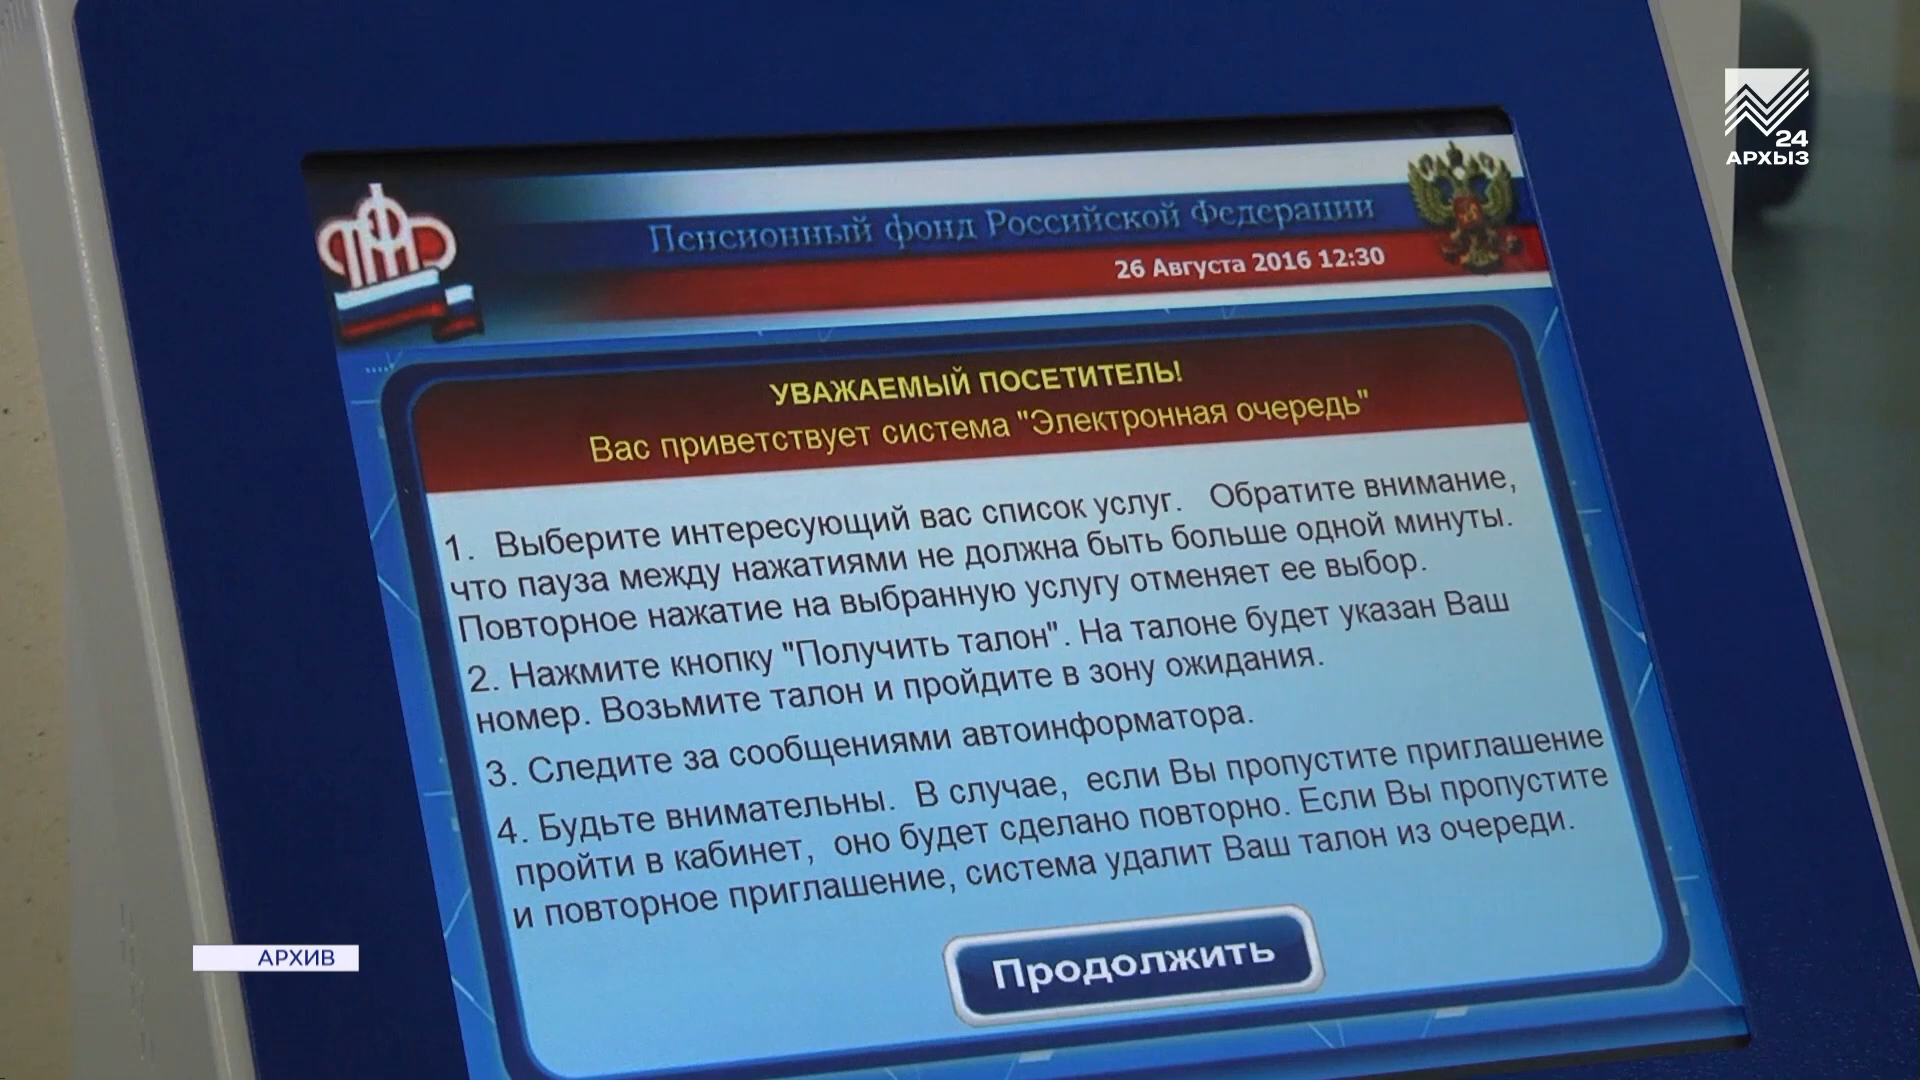 24
АРХЫЗ
Пенсионный фонд Российской Федерации
26 Августа 2016 12:30
УВАЖАЕМЫЙ ПОСЕТИТЕЛЬ!
Вас приветствует система "Электронная очередь"
1. Выберите интересующий вас список услуг. Обратите внимание,
что пауза между нажатиями не должна быть больше одной минуты.
Повторное нажатие на выбранную услугу отменяет ее выбор.
2. Нажмите кнопку "Получить талон". На талоне будет указан Ваш
номер. Возьмите талон и пройдите в зону ожидания.
3. Следите за сообщениями автоинформатора.
4. Будьте внимательны. В случае, если Вы пропустите приглашение
пройти в кабинет, оно будет сделано повторно. Если Вы пропустите
и повторное приглашение, система удалит Ваш талон из очереди.
Продолжить
АРХИВ